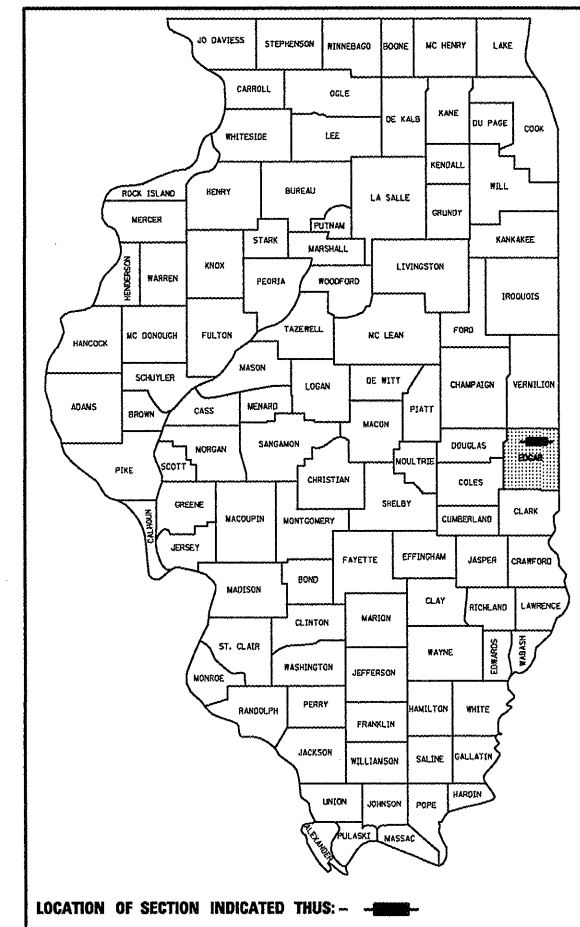 JO DAVIESS
STEPHENSON
WINNEBAGO
BOONE
MC HENRY
LAKE
CARROLL
OGLE
DE KALB
KANE
DU PAGE
COOK
WHITESIDE
LEE
KENDALL
WILL
ROCK ISLAND
HENRY
BUREAU
LA SALLE
GRUNDY
MERCER
PUTNAM
STARK
MARSHALL
KANKAKEE
HENDERSON
WARREN
KNOX
PEORIA
WOODFORD
LIVINGSTON
IROQUOIS
HANCOCK
MC DONOUGH
FULTON
TAZEWELL
MC LEAN
FORD
MASON
SCHUYLER
LOGAN
DE WITT
CHAMPAIGN
VERMILION
ADAMS
BROWN
CASS
MENARD
MACON
PIATT
PIKE
SCOTT
MORGAN
SANGAMON
MOULTRIE
DOUGLAS
EDGAR
CHRISTIAN
COLES
CALHOUN
GREENE
MACOUPIN
MONTGOMERY
SHELBY
CUMBERLAND
CLARK
JERSEY
FAYETTE
EFFINGHAM
JASPER
CRAWFORD
MADISON
BOND
CLAY
RICHLAND
LAWRENCE
CLINTON
MARION
ST. CLAIR
WAYNE
EDWARDS
WABASH
WASHINGTON
JEFFERSON
MONROE
RANDOLPH
PERRY
HAMILTON
WHITE
FRANKLIN
JACKSON
WILLIAMSON
SALINE
GALLATIN
UNION
JOHNSON
POPE
HARDIN
ALEXANDER
PULASKI
MASSAC
LOCATION OF SECTION INDICATED THUS: -